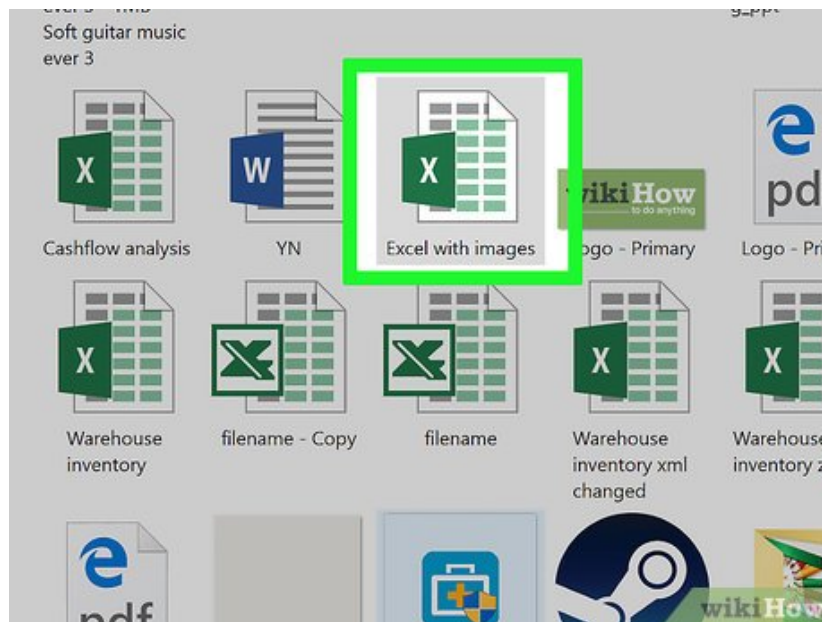 Soft guitar music
ever 3
X
W
X
wikiHow
to do anything
pd
Cashflow analysis
YN
Excel with images
ogo - Primary
Logo - Pri
X
X
X
X
X
Warehouse
inventory
filename - Copy
filename
Warehouse
inventory xml
changed
Warehouse
inventory z
pdf
wikiHow